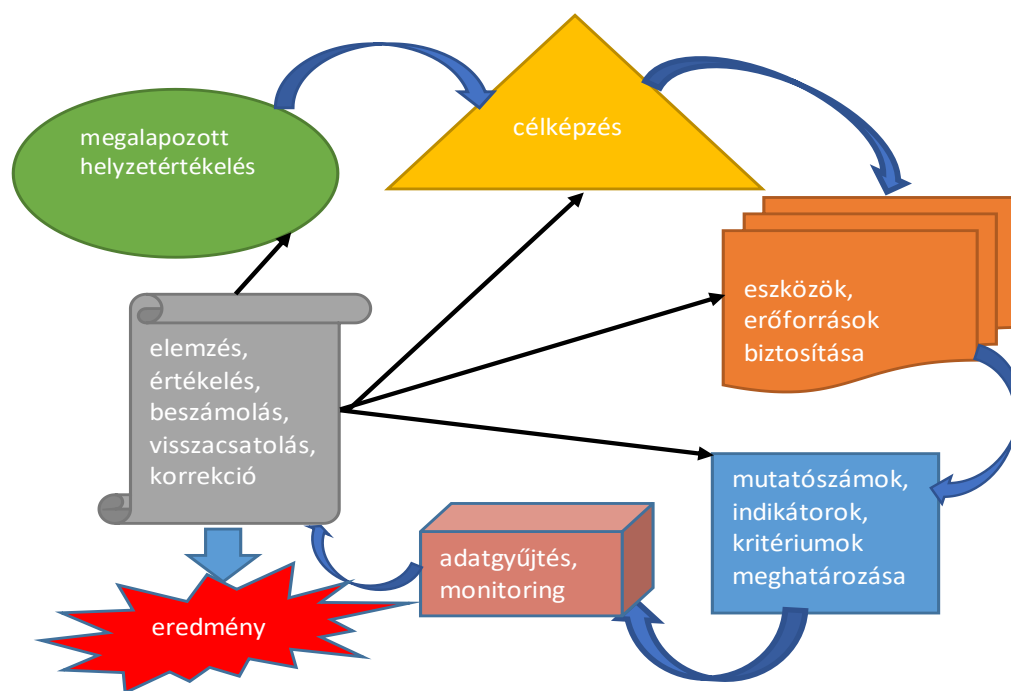 megalapozott
helyzetértékelés
célképzés
eszközök,
erőforrások
biztosítása
mutatószámok,
indikátorok,
kritériumok
meghatározása
adatgyűjtés,
monitoring
elemzés,
értékelés,
beszámolás,
visszacsatolás,
korrekció
eredmény